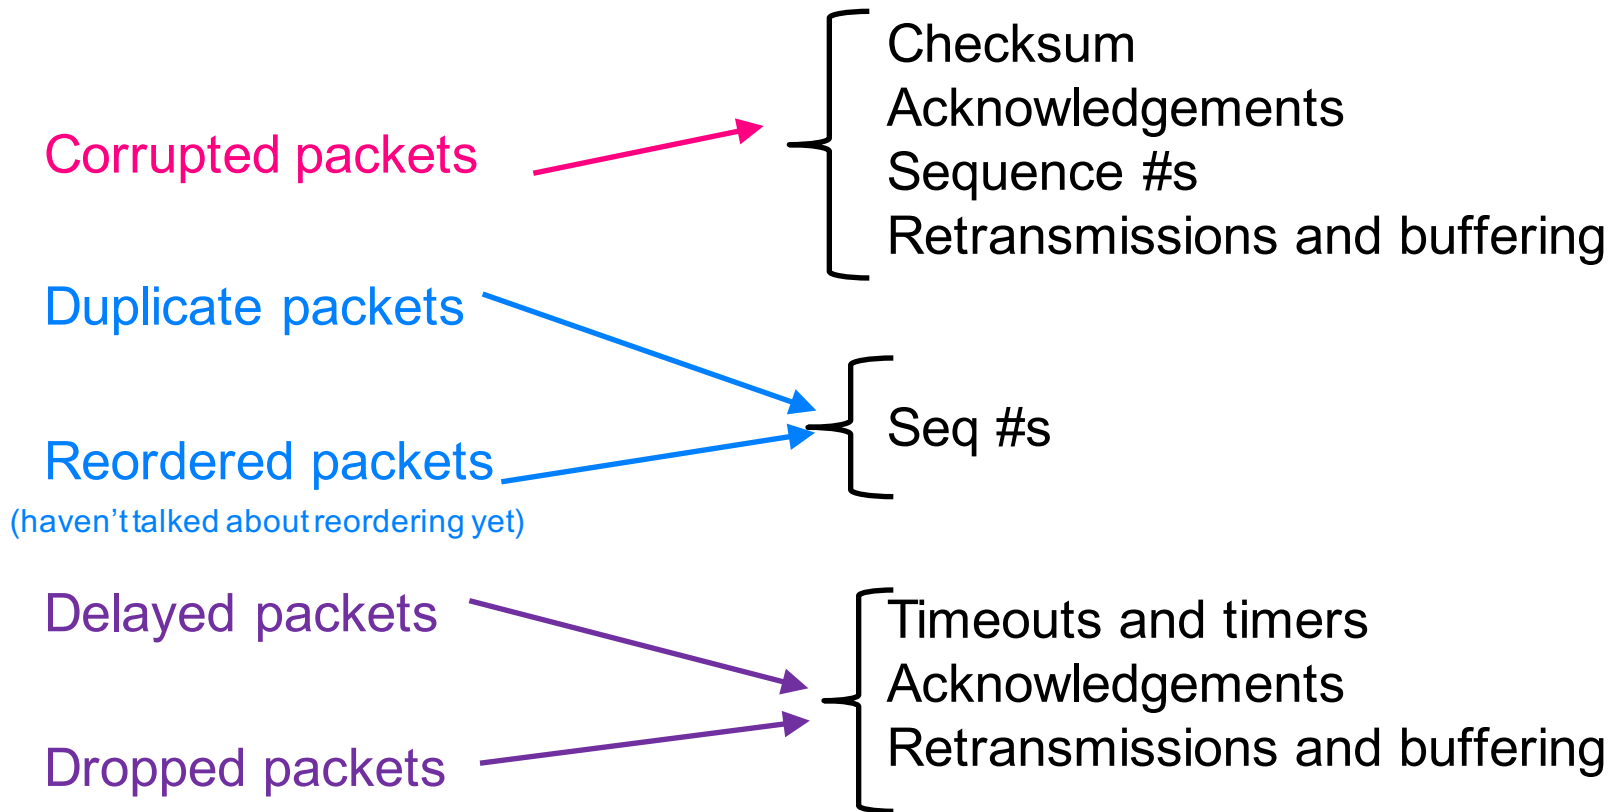 Corrupted packets
Checksum
Acknowledgements
Sequence #s
Retransmissions and buffering
Duplicate packets
Reordered packets
(haven't talked about reordering yet)
Seq #s
Delayed packets
Dropped packets
Timeouts and timers
Acknowledgements
Retransmissions and buffering